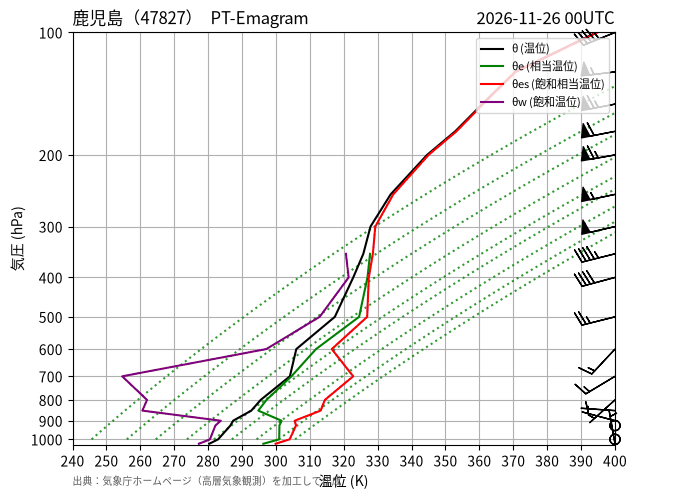 鹿児島（47827） PT-Emagram
2026-11-26 00UTC
100
200
300
400
500
600
700
800
900
1000
気圧 (hPa)
θ (温位)
θe (相当温位)
θes (飽和相当温位)
θw (飽和温位)
240 250 260 270 280 290 300 310 320 330 340 350 360 370 380 390 400
温位 (K)
出典：気象庁ホームページ（高層気象観測）を加工して